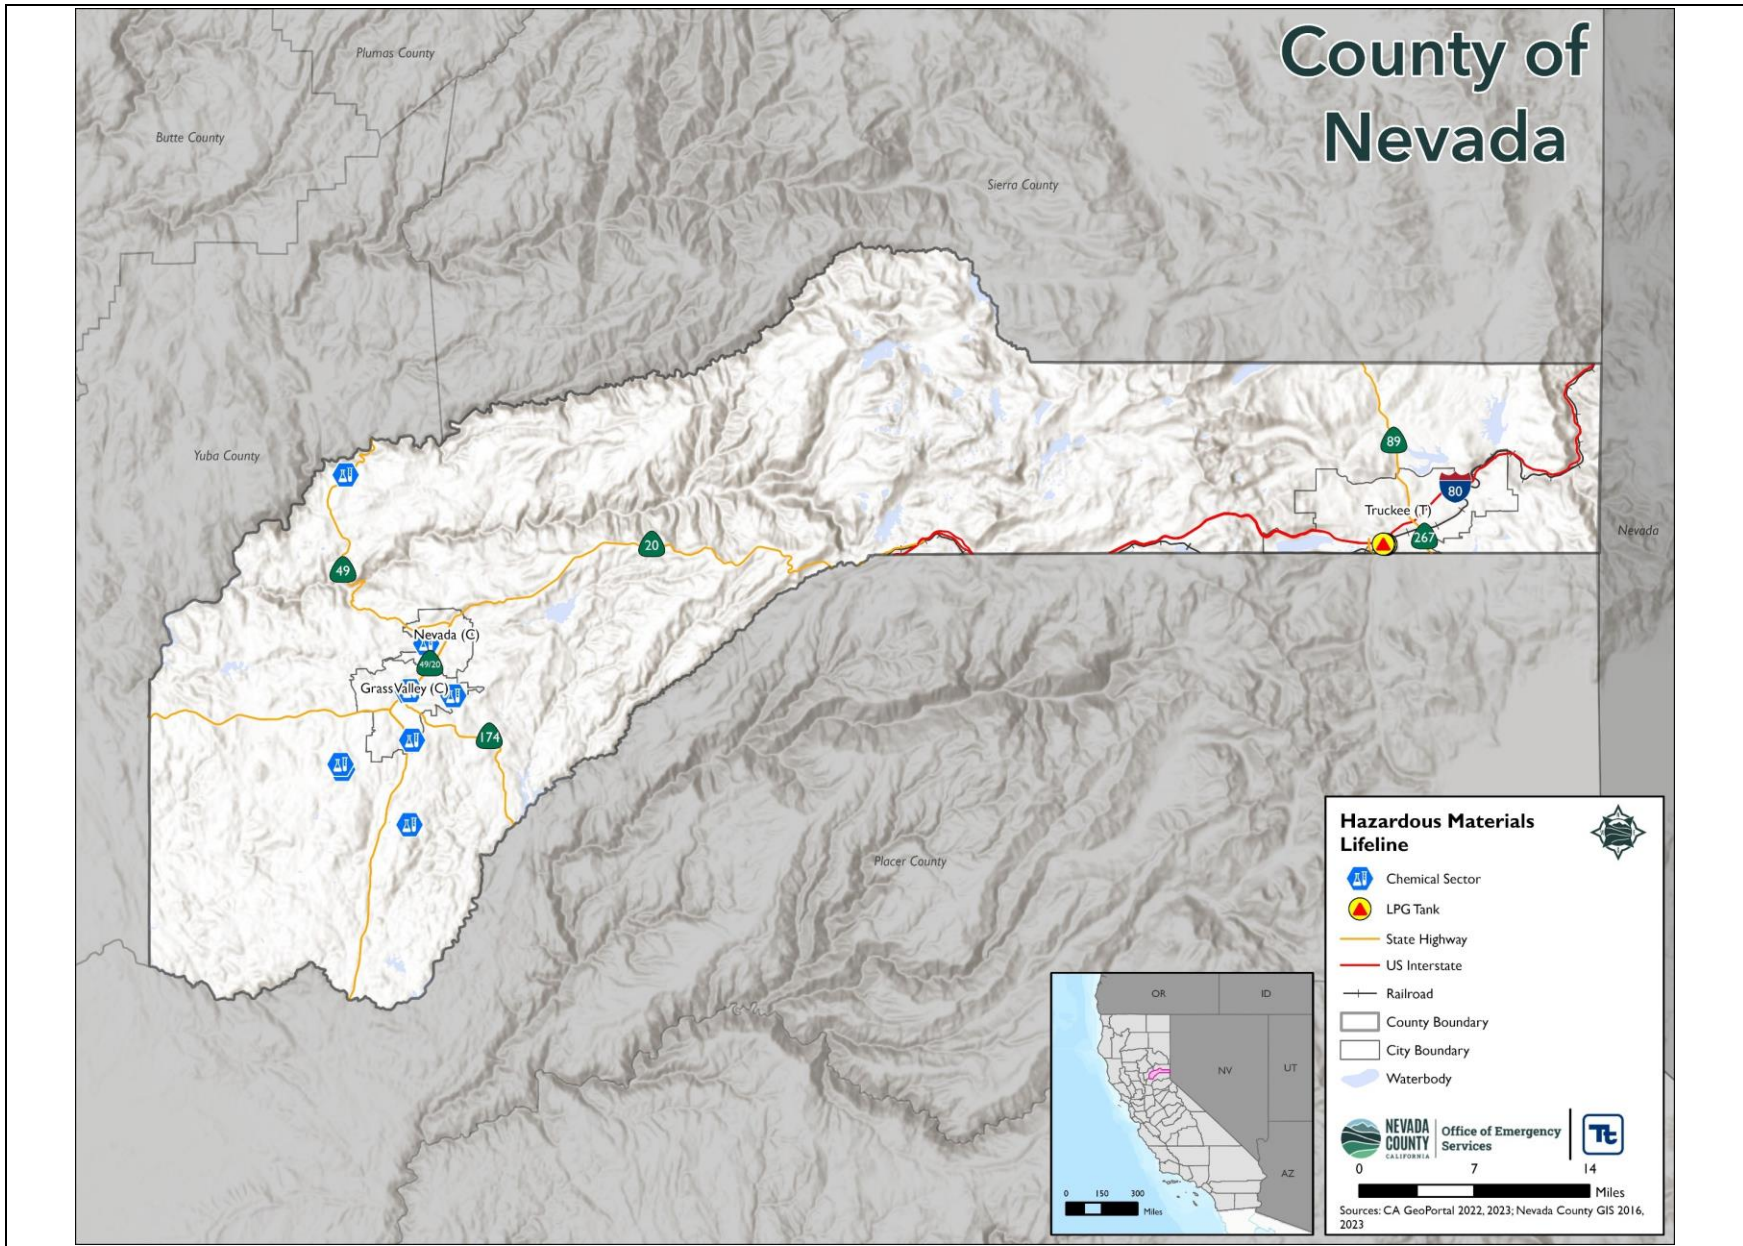 County of
Nevada
Plumas County
Butte County
Sierra County
Yuba County
89
80
Truckee (T)
267
Nevada
20
49
Nevada (C)
49/20
Grass Valley (C)
174
Placer County
Hazardous Materials
Lifeline
Chemical Sector
LPG Tank
State Highway
US Interstate
Railroad
County Boundary
City Boundary
Waterbody
NEVADA
COUNTY
CALIFORNIA
Office of Emergency
Services
Tt
0 7 14
Miles
Sources: CA GeoPortal 2022, 2023; Nevada County GIS 2016,
2023
OR
ID
NV
UT
AZ
0 150 300
Miles